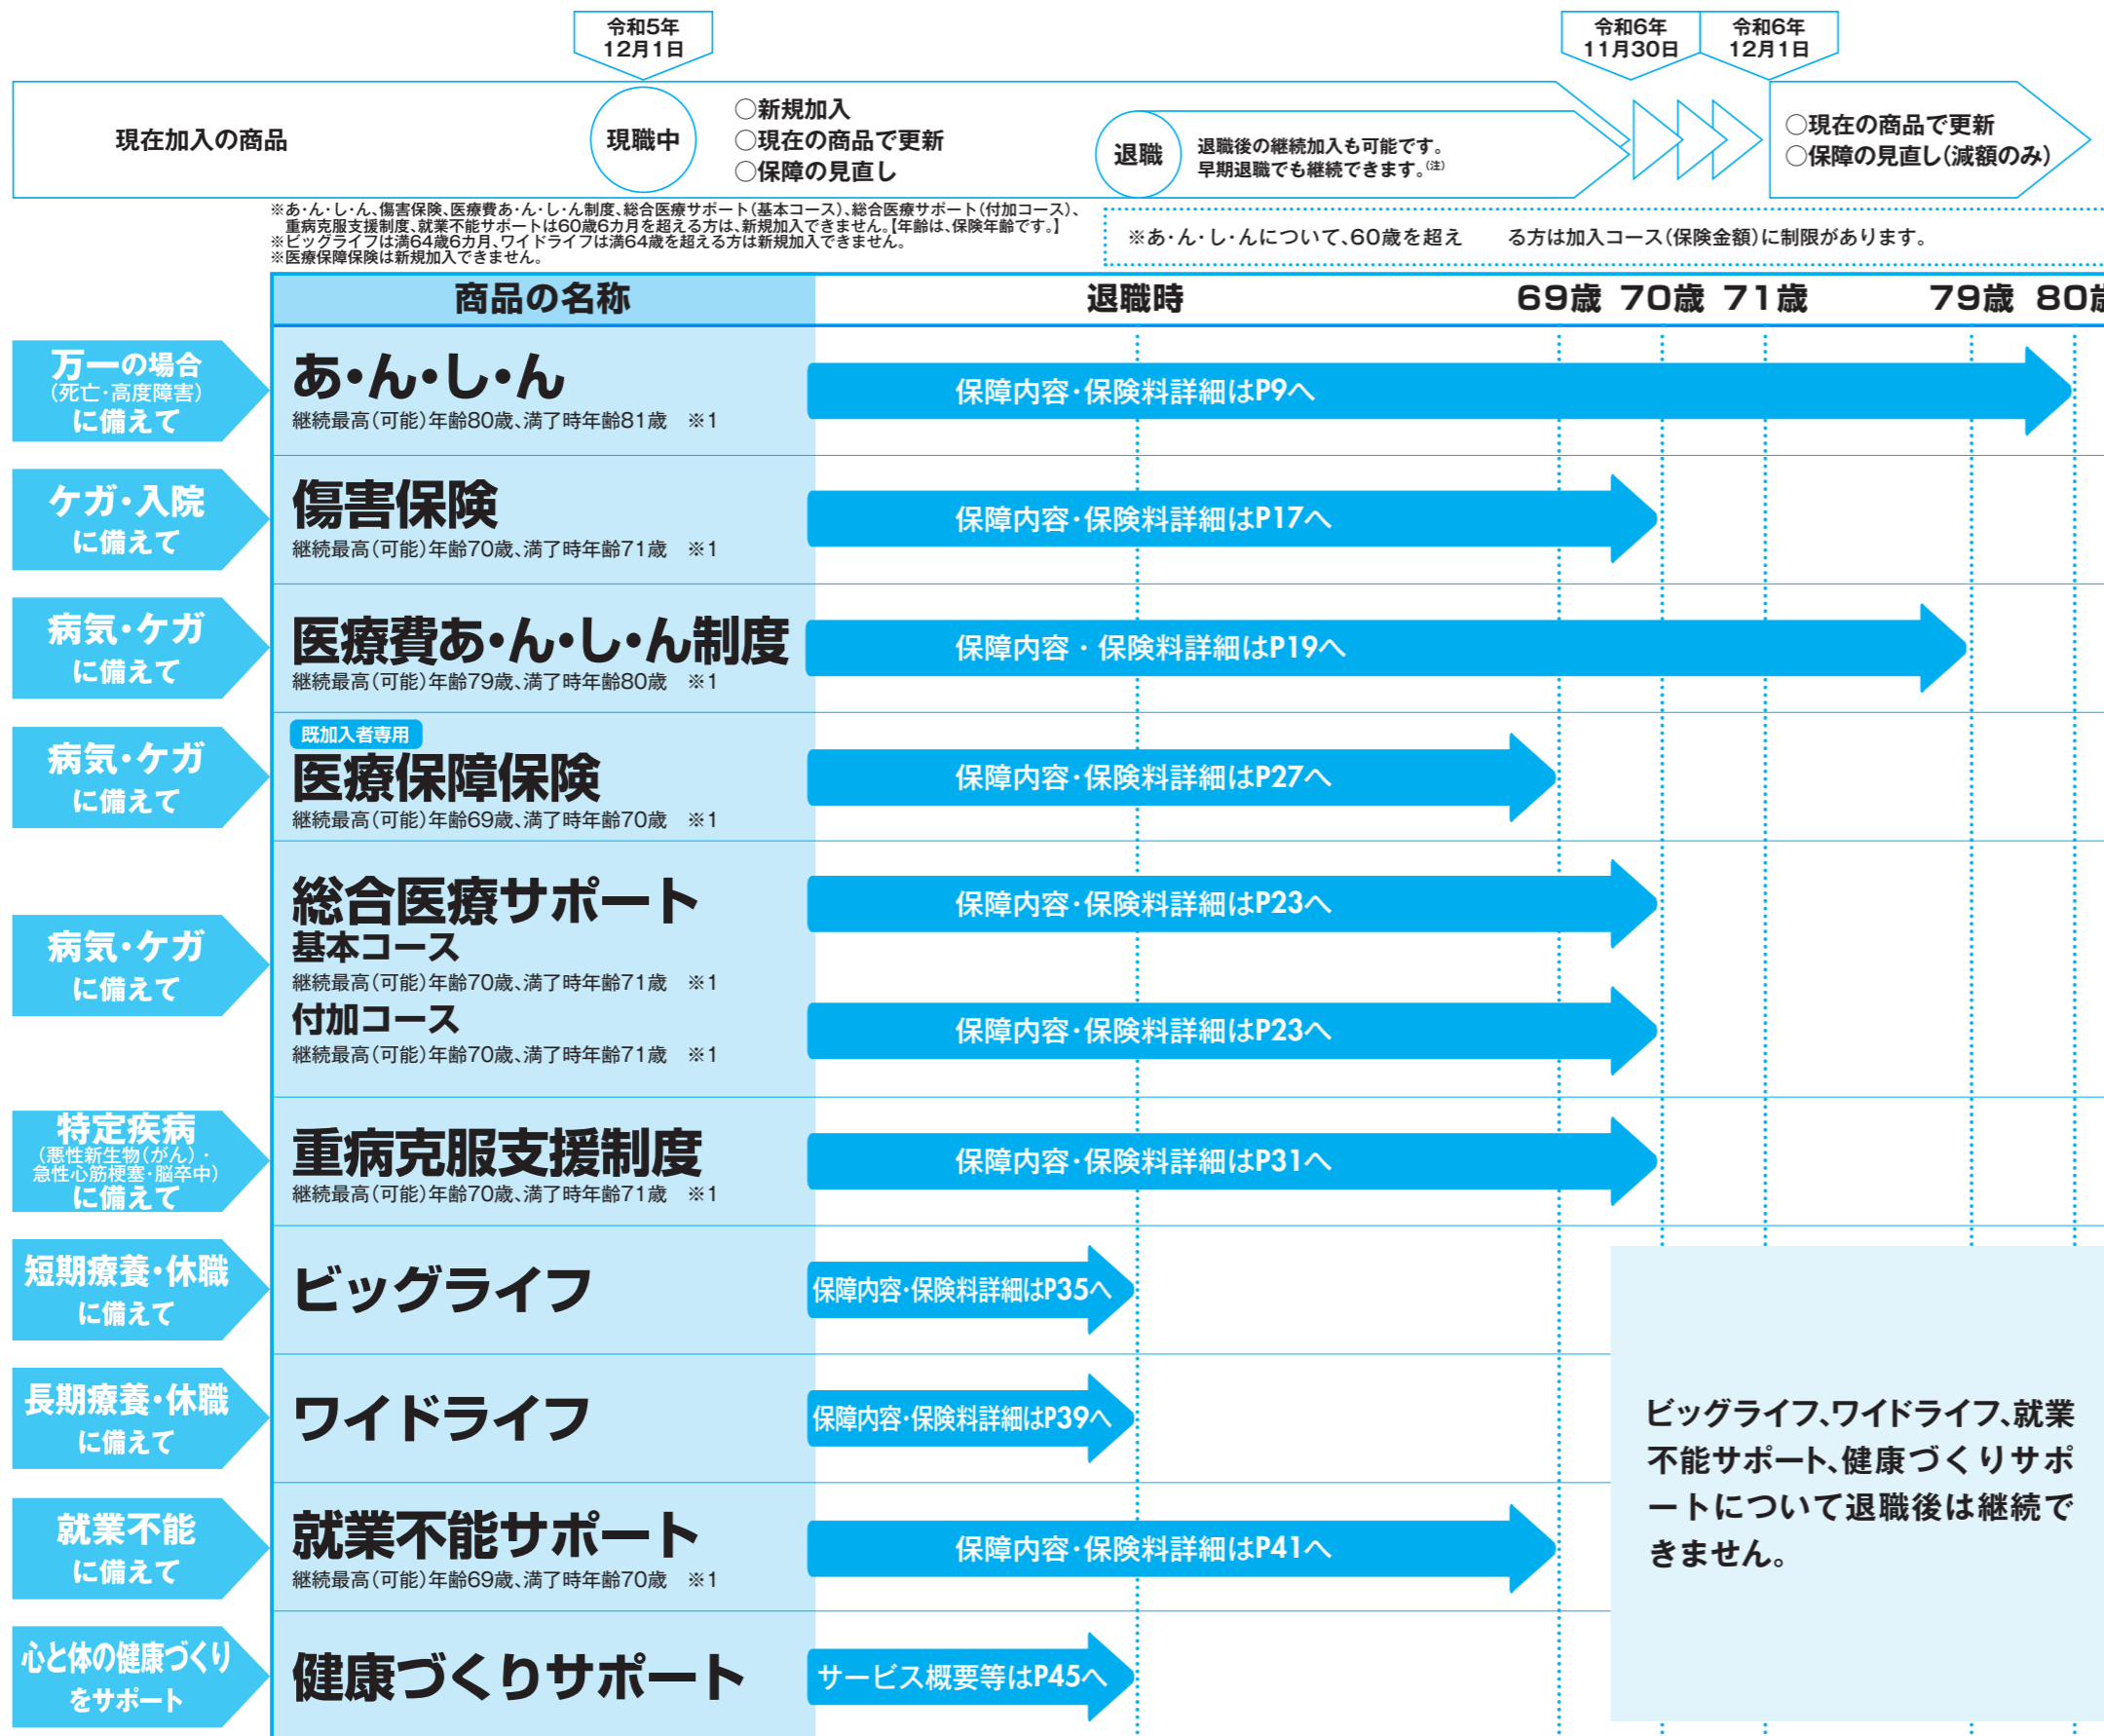 令和5年
12月1日
令和6年
11月30日
令和6年
12月1日
現在加入の商品
現職中
○新規加入
○現在の商品で更新
○保障の見直し
退職
退職後の継続加入も可能です。
早期退職でも継続できます。(注)
○現在の商品で更新
○保障の見直し(減額のみ)
※あ・ん・し・ん、傷害保険、医療費あ・ん・し・ん制度、総合医療サポート(基本コース)、総合医療サポート(付加コース)、
重病克服支援制度、就業不能サポートは60歳6カ月を超える方は、新規加入できません。【年齢は、保険年齢です。】
※ビッグライフは満64歳6カ月、ワイドライフは満64歳を超える方は新規加入できません。
※医療保障保険は新規加入できません。
※あ・ん・し・んについて、60歳を超え る方は加入コース(保険金額)に制限があります。
商品の名称 退職時 69歳 70歳 71歳 79歳 80歳
万一の場合
(死亡・高度障害)
に備えて
あ・ん・し・ん
継続最高(可能)年齢80歳、満了時年齢81歳 ※1
保障内容・保険料詳細はP9へ
ケガ・入院
に備えて
傷害保険
継続最高(可能)年齢70歳、満了時年齢71歳 ※1
保障内容・保険料詳細はP17へ
病気・ケガ
に備えて
医療費あ・ん・し・ん制度
継続最高(可能)年齢79歳、満了時年齢80歳 ※1
保障内容・保険料詳細はP19へ
病気・ケガ
に備えて
既加入者専用
医療保障保険
継続最高(可能)年齢69歳、満了時年齢70歳 ※1
保障内容・保険料詳細はP27へ
病気・ケガ
に備えて
総合医療サポート
基本コース
継続最高(可能)年齢70歳、満了時年齢71歳 ※1
保障内容・保険料詳細はP23へ
付加コース
継続最高(可能)年齢70歳、満了時年齢71歳 ※1
保障内容・保険料詳細はP23へ
特定疾病
(悪性新生物(がん)・
急性心筋梗塞・脳卒中)
に備えて
重病克服支援制度
継続最高(可能)年齢70歳、満了時年齢71歳 ※1
保障内容・保険料詳細はP31へ
短期療養・休職
に備えて
ビッグライフ
保障内容・保険料詳細はP35へ
長期療養・休職
に備えて
ワイドライフ
保障内容・保険料詳細はP39へ
就業不能
に備えて
就業不能サポート
継続最高(可能)年齢69歳、満了時年齢70歳 ※1
保障内容・保険料詳細はP41へ
心と体の健康づくり
をサポート
健康づくりサポート
サービス概要等はP45へ
ビッグライフ、ワイドライフ、就業
不能サポート、健康づくりサポ
ートについて退職後は継続で
きません。